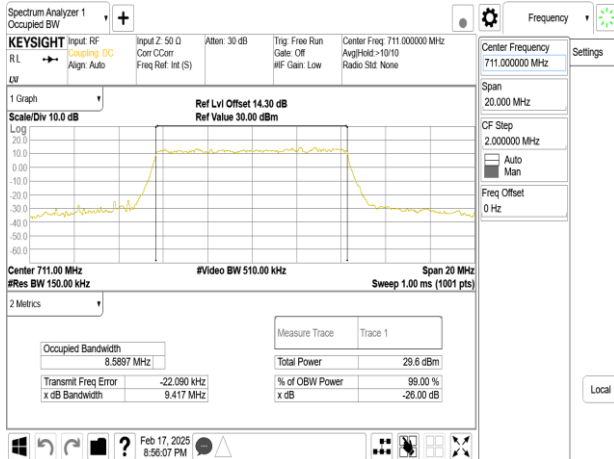 Spectrum Analyzer 1
Occupied BW
KEYSIGHT
RL
LXI
Input: RF
Coupling: DC
Align: Auto
Input Z: 50 Ω
Corr CCorr
Freq Ref: Int (S)
Atten: 30 dB
Trig: Free Run
Gate: Off
#IF Gain: Low
Center Freq: 711.000000 MHz
Avg|Hold:>10/10
Radio Std: None
1 Graph
Scale/Div 10.0 dB
Ref Lvl Offset 14.30 dB
Ref Value 30.00 dBm
Log
20.0
10.0
0.00
-10.0
-20.0
-30.0
-40.0
-50.0
-60.0
Center 711.00 MHz
#Video BW 510.00 kHz
Span 20 MHz
#Res BW 150.00 kHz
Sweep 1.00 ms (1001 pts)
2 Metrics
Measure Trace
Trace 1
Occupied Bandwidth
8.5897 MHz
Total Power
29.6 dBm
Transmit Freq Error
-22.090 kHz
% of OBW Power
99.00 %
x dB Bandwidth
9.417 MHz
x dB
-26.00 dB
Feb 17, 2025
8:56:07 PM
Frequency
Center Frequency
711.000000 MHz
Settings
Span
20.000 MHz
CF Step
2.000000 MHz
Auto
Man
Freq Offset
0 Hz
Local